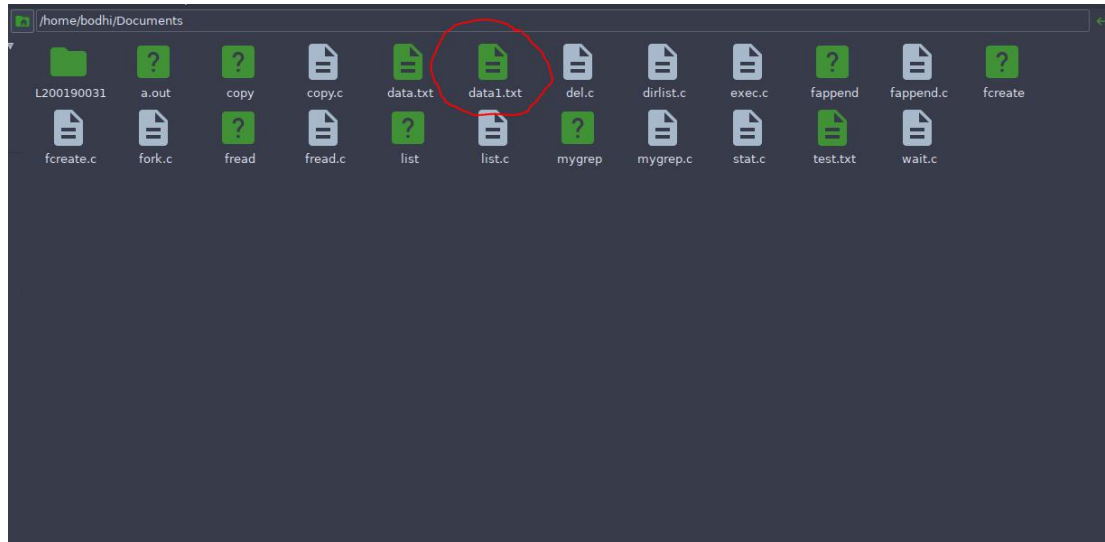 /home/bodhi/Documents
L200190031 a.out copy copy.c data.txt data1.txt del.c dirlist.c exec.c fappend fappend.c fcreate
fcreate.c fork.c fread fread.c list list.c mygrep mygrep.c stat.c test.txt wait.c